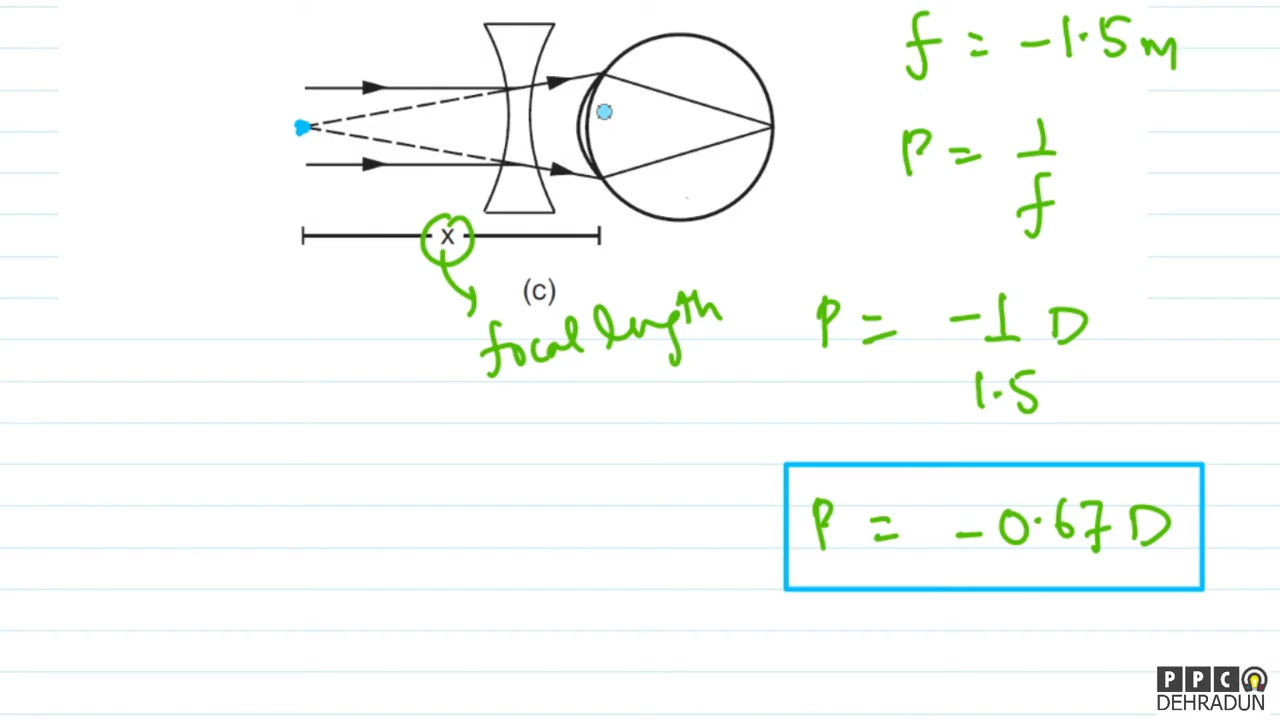 f = -1.5 m
P = 1
f
x
(c)
focal length
P = -1 D
1.5
P = -0.67 D
PPC
DEHRADUN